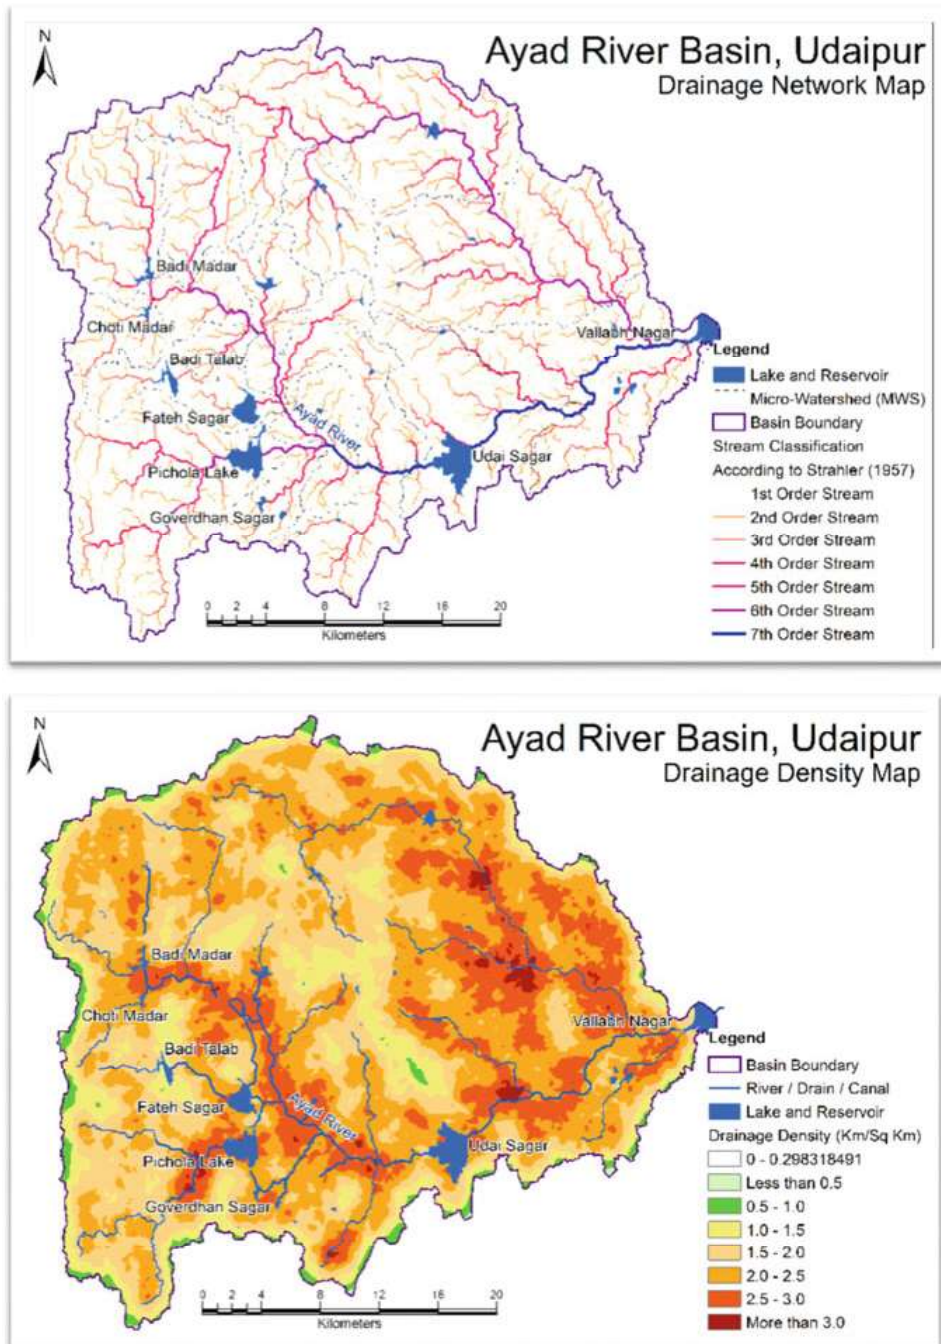 N
Ayad River Basin, Udaipur
Drainage Network Map
Badi Madar
Choti Madar
Badi Talab
Fateh Sagar
Pichola Lake
Goverdhan Sagar
Ayad River
Udai Sagar
Vallabh Nagar
Legend
Lake and Reservoir
Micro-Watershed (MWS)
Basin Boundary
Stream Classification
According to Strahler (1957)
1st Order Stream
2nd Order Stream
3rd Order Stream
4th Order Stream
5th Order Stream
6th Order Stream
7th Order Stream
0 2 4 8 12 16 20
Kilometers
N
Ayad River Basin, Udaipur
Drainage Density Map
Badi Madar
Choti Madar
Badi Talab
Fateh Sagar
Pichola Lake
Goverdhan Sagar
Ayad River
Udai Sagar
Vallabh Nagar
Legend
Basin Boundary
River / Drain / Canal
Lake and Reservoir
Drainage Density (Km/Sq Km)
0 - 0.298318491
Less than 0.5
0.5 - 1.0
1.0 - 1.5
1.5 - 2.0
2.0 - 2.5
2.5 - 3.0
More than 3.0
0 2 4 8 12 16 20
Kilometers